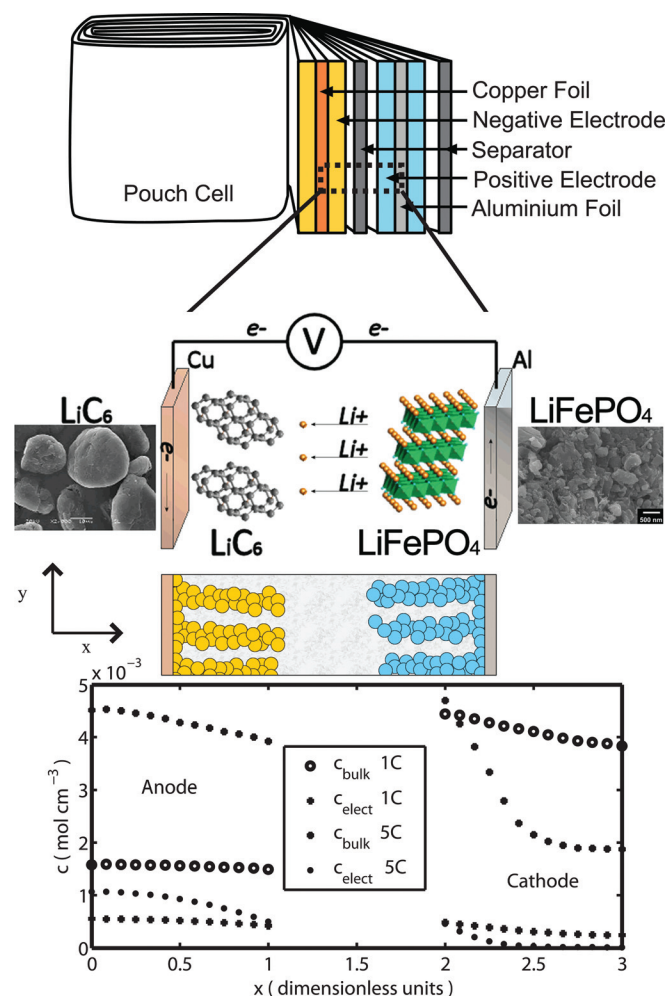 Copper Foil
Negative Electrode
Separator
Pouch Cell
Positive Electrode
Aluminium Foil
e-
e-
V
Cu
Al
LiC6
LiFePO4
e-
Li+
Li+
Li+
e-
500 nm
LiC6
LiFePO4
y
x
x 10−3
5
4
3
2
1
0
c ( mol cm−3 )
Anode
Cathode
cbulk 1C
celect 1C
cbulk 5C
celect 5C
0
0.5
1
1.5
2
2.5
3
x ( dimensionless units )